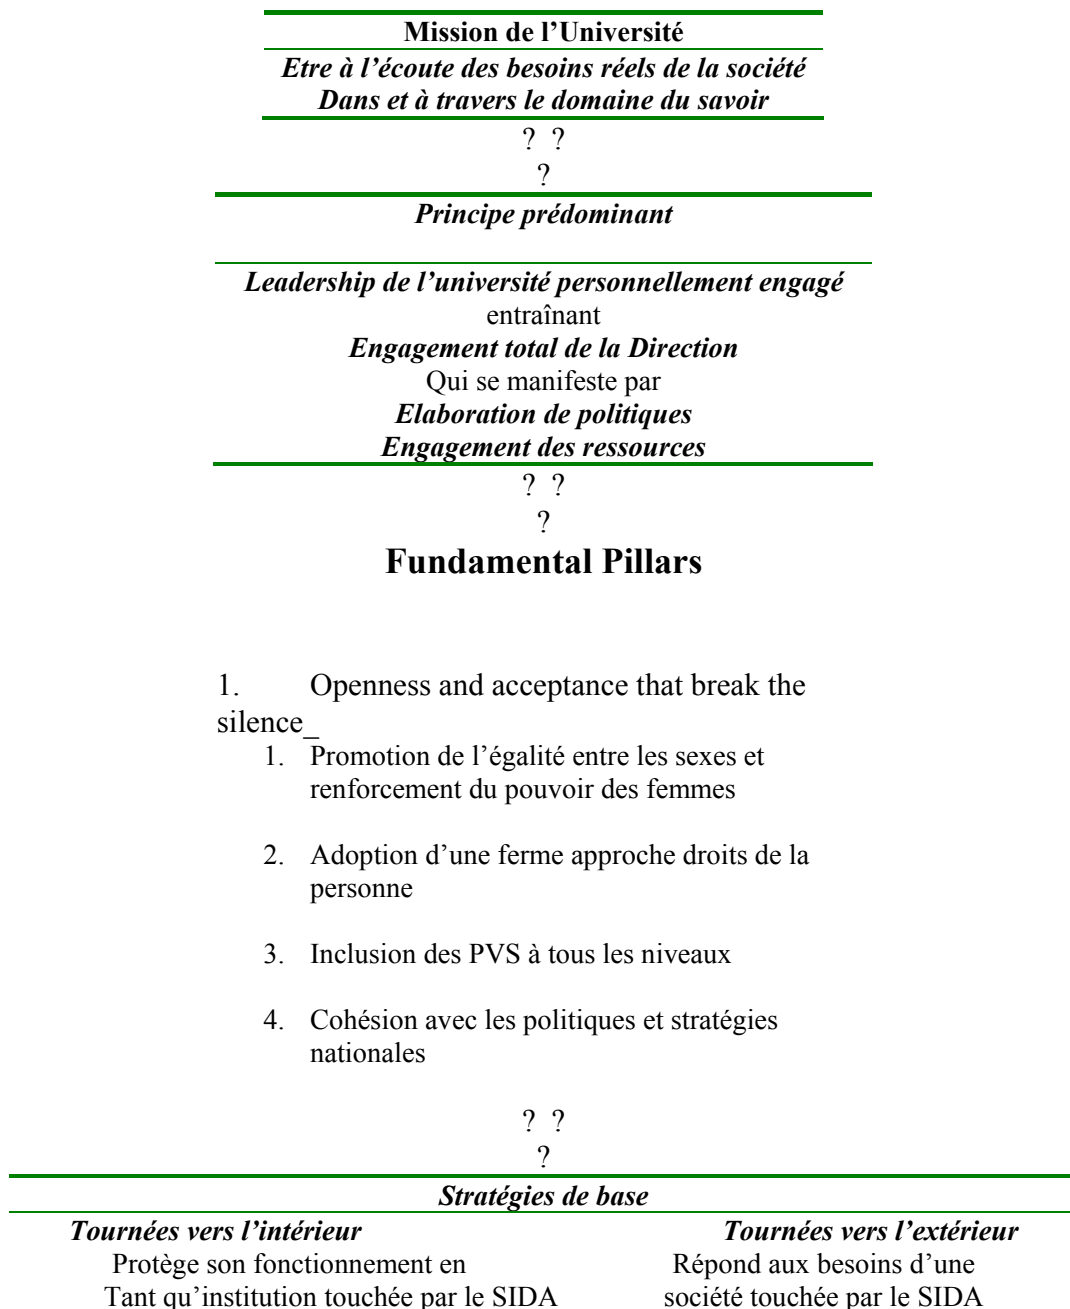 Mission de l’Université
Etre à l’écoute des besoins réels de la société
Dans et à travers le domaine du savoir
? ?
?
Principe prédominant
Leadership de l’université personnellement engagé
entraînant
Engagement total de la Direction
Qui se manifeste par
Elaboration de politiques
Engagement des ressources
? ?
?
Fundamental Pillars
1. Openness and acceptance that break the
silence_
1. Promotion de l’égalité entre les sexes et
renforcement du pouvoir des femmes
2. Adoption d’une ferme approche droits de la
personne
3. Inclusion des PVS à tous les niveaux
4. Cohésion avec les politiques et stratégies
nationales
? ?
?
Stratégies de base
Tournées vers l’intérieur
Protège son fonctionnement en
Tant qu’institution touchée par le SIDA
Tournées vers l’extérieur
Répond aux besoins d’une
société touchée par le SIDA